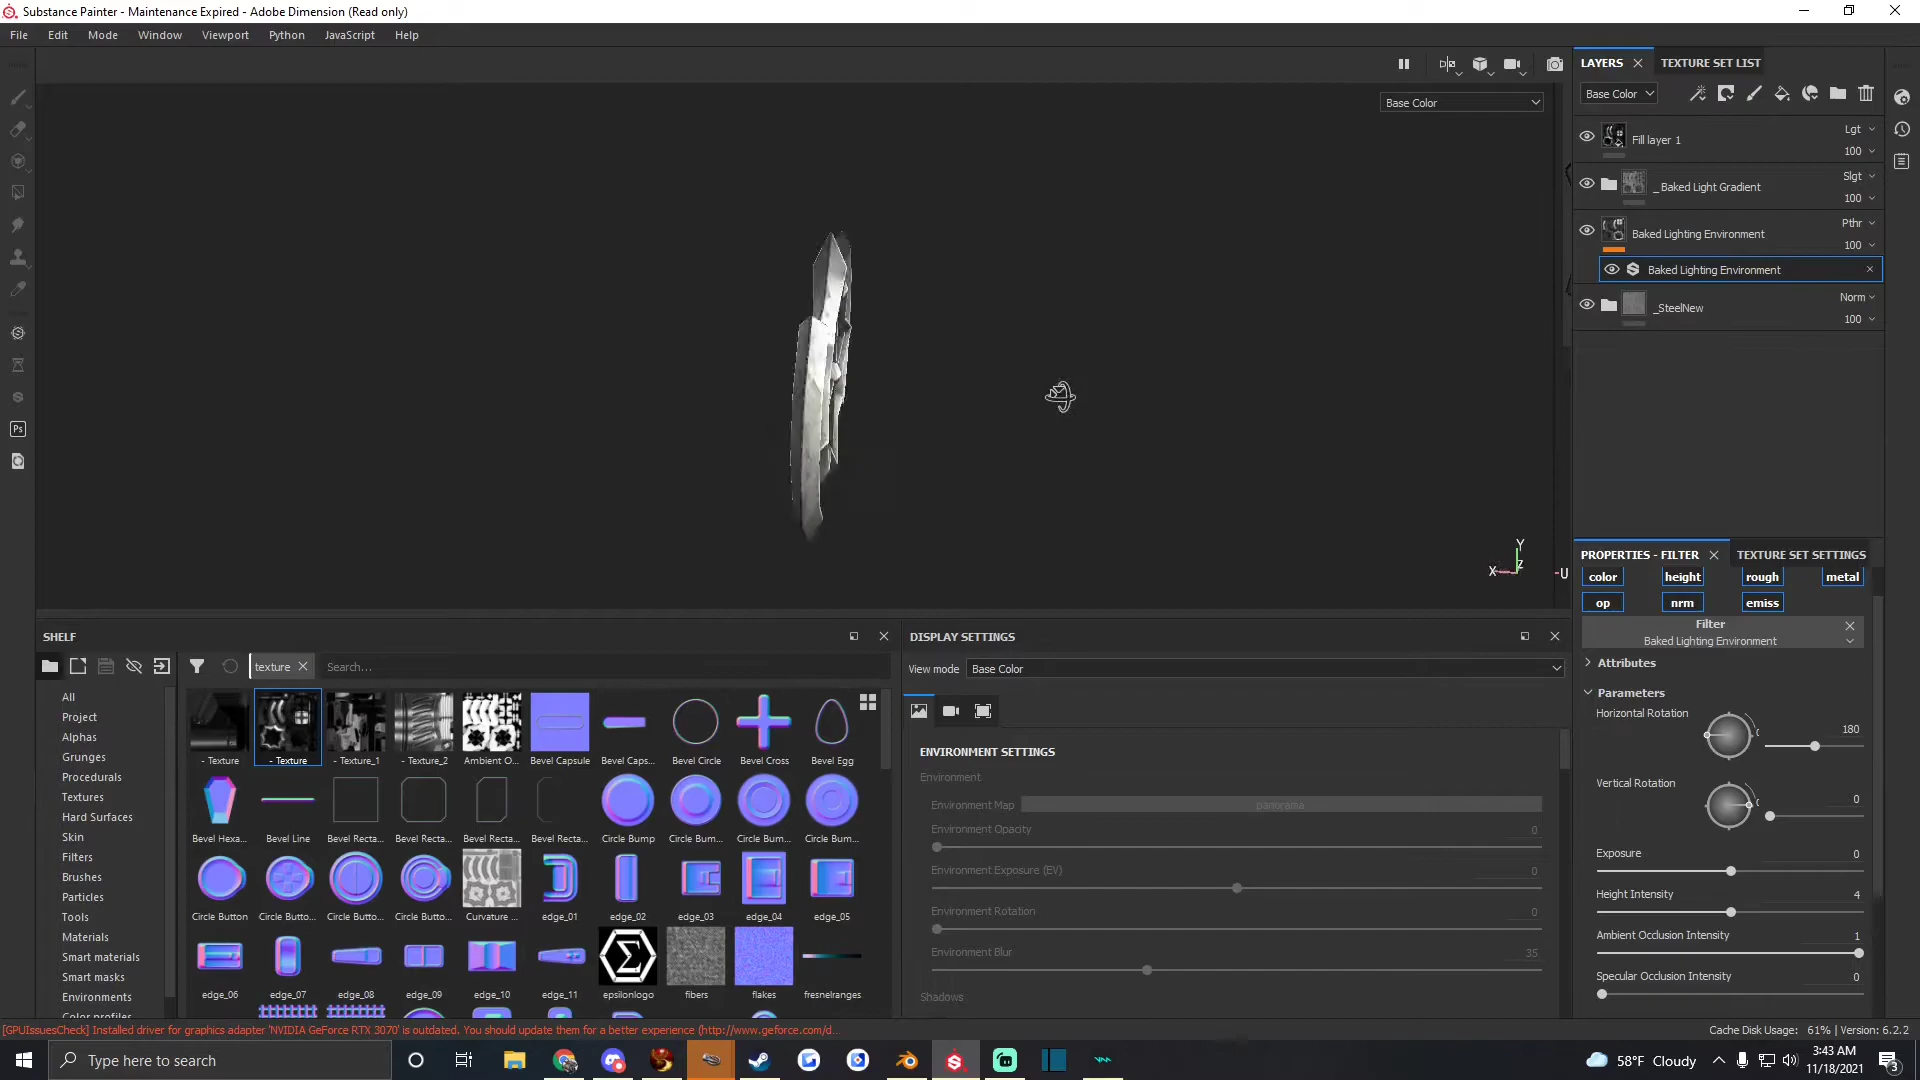 Substance Painter - Maintenance Expired - Adobe Dimension (Read only)
File Edit Mode Window Viewport Python JavaScript Help
LAYERS TEXTURE SET LIST
Base Color
Base Color
Fill layer 1 Lgt 100
_ Baked Light Gradient Slgt 100
Baked Lighting Environment Pthr 100
Baked Lighting Environment
_SteelNew Norm 100
Y
X Z
U
PROPERTIES - FILTER TEXTURE SET SETTINGS
color height rough metal
op nrm emiss
Filter
Baked Lighting Environment
Attributes
Parameters
Horizontal Rotation
180
Vertical Rotation
0
Exposure 0
Height Intensity 4
Ambient Occlusion Intensity 1
Specular Occlusion Intensity 0
SHELF
texture Search...
All
Project
Alphas
Grunges
Procedurals
Textures
Hard Surfaces
Skin
Filters
Brushes
Particles
Tools
Materials
Smart materials
Smart masks
Environments
Color profiles
- Texture - Texture - Texture_1 - Texture_2 Ambient O... Bevel Capsule Bevel Caps... Bevel Circle Bevel Cross Bevel Egg
Bevel Hexa... Bevel Line Bevel Recta... Bevel Recta... Bevel Recta... Bevel Recta... Circle Bump Circle Bum... Circle Bum... Circle Bum...
Circle Button Circle Butto... Circle Butto... Circle Butto... Curvature ... edge_01 edge_02 edge_03 edge_04 edge_05
edge_06 edge_07 edge_08 edge_09 edge_10 edge_11 epsilonlogo fibers flakes fresnelranges
DISPLAY SETTINGS
View mode Base Color
ENVIRONMENT SETTINGS
Environment
Environment Map panorama
Environment Opacity 0
Environment Exposure (EV) 0
Environment Rotation 0
Environment Blur 35
Shadows
[GPUIssuesCheck] Installed driver for graphics adapter 'NVIDIA GeForce RTX 3070' is outdated. You should update them for a better experience (http://www.geforce.com/d...
Cache Disk Usage: 61% | Version: 6.2.2
Type here to search
Ps
58°F Cloudy
3:43 AM
11/18/2021
3